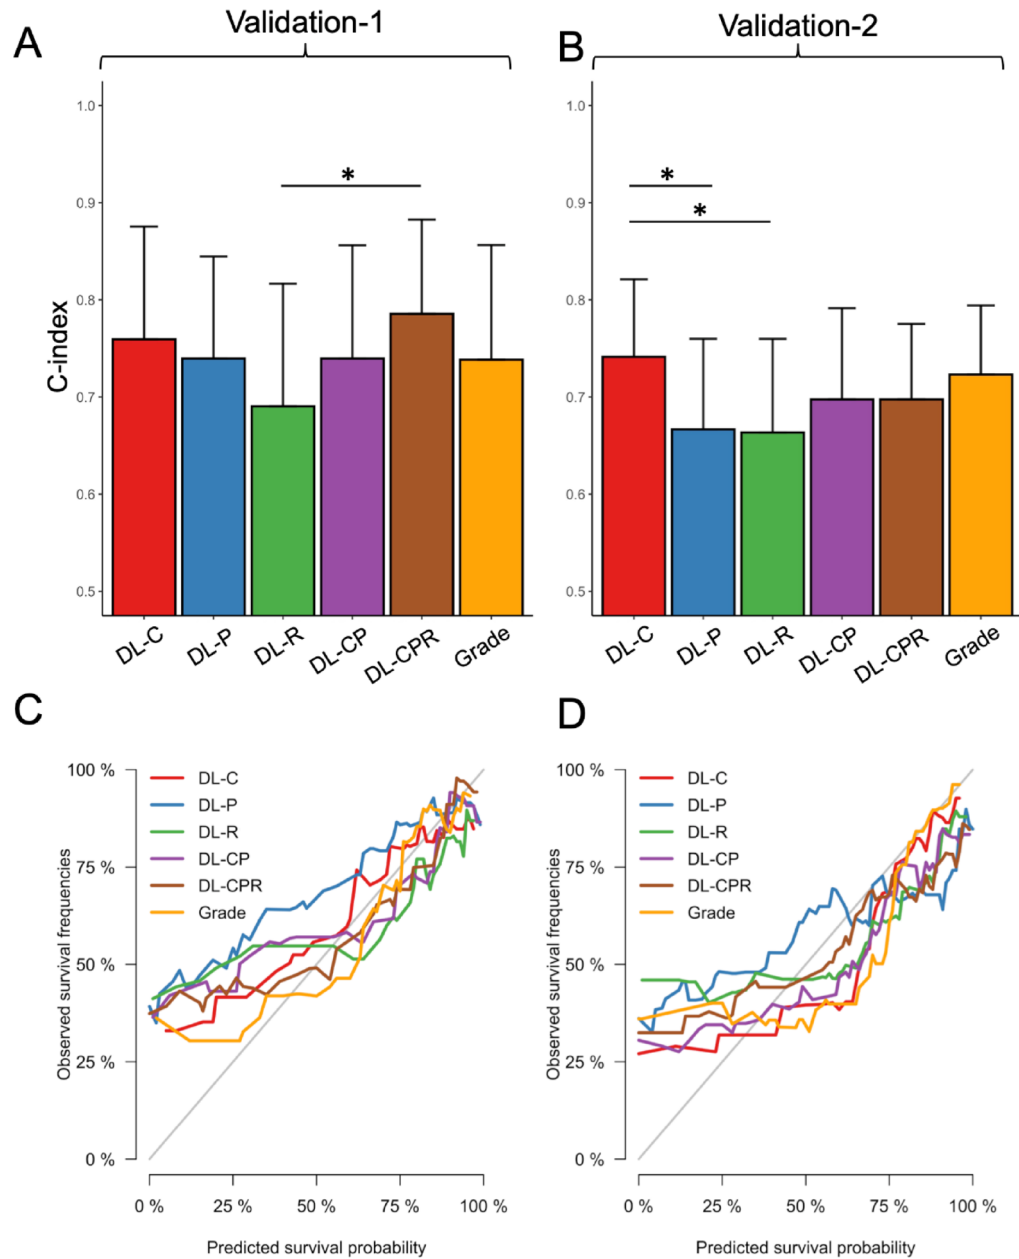 A
Validation-1
B
Validation-2
C-index
1.0
0.9
0.8
0.7
0.6
0.5
*
DL-C
DL-P
DL-R
DL-CP
DL-CPR
Grade
1.0
0.9
0.8
0.7
0.6
0.5
*
*
DL-C
DL-P
DL-R
DL-CP
DL-CPR
Grade
C
Observed survival frequencies
100 %
75 %
50 %
25 %
0 %
DL-C
DL-P
DL-R
DL-CP
DL-CPR
Grade
0 %
25 %
50 %
75 %
100 %
Predicted survival probability
D
Observed survival frequencies
100 %
75 %
50 %
25 %
0 %
DL-C
DL-P
DL-R
DL-CP
DL-CPR
Grade
0 %
25 %
50 %
75 %
100 %
Predicted survival probability